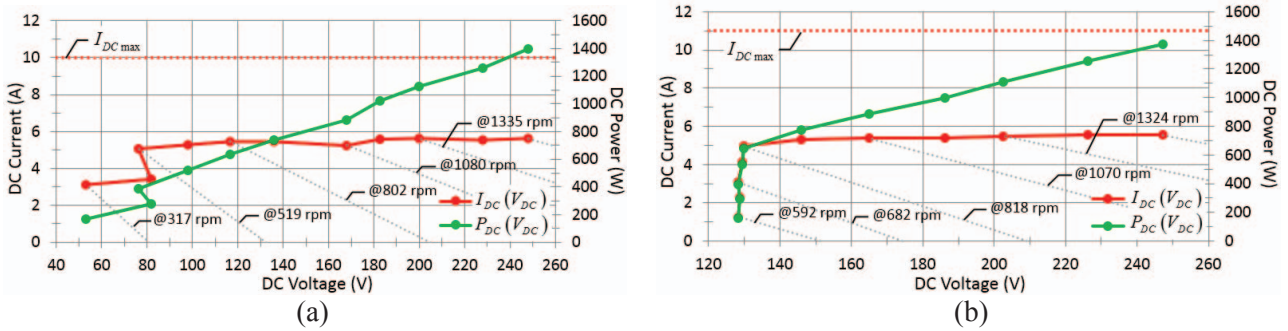 12
10
8
6
4
2
0
DC Current (A)
1600
1400
1200
1000
800
600
400
200
0
DC Power (W)
I_DC max
@1335 rpm
@1080 rpm
@802 rpm
@519 rpm
@317 rpm
I_DC (V_DC)
P_DC (V_DC)
40 60 80 100 120 140 160 180 200 220 240 260
DC Voltage (V)
(a)
12
10
8
6
4
2
0
DC Current (A)
1600
1400
1200
1000
800
600
400
200
0
DC Power (W)
I_DC max
@1324 rpm
@1070 rpm
@818 rpm
@682 rpm
@592 rpm
I_DC (V_DC)
P_DC (V_DC)
120 140 160 180 200 220 240 260
DC Voltage (V)
(b)